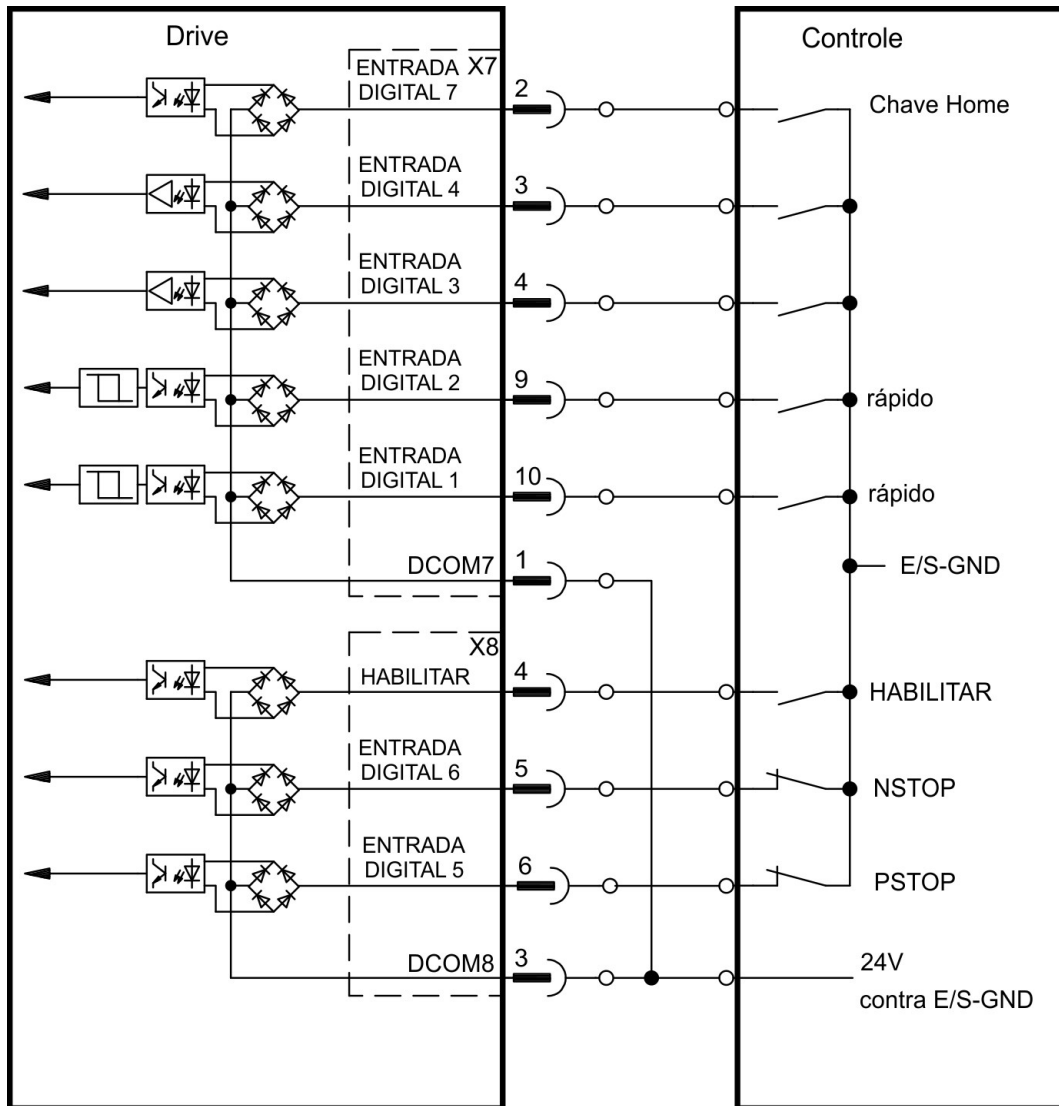 Drive
Controle
ENTRADA X7
DIGITAL 7
2
Chave Home
ENTRADA
DIGITAL 4
3
ENTRADA
DIGITAL 3
4
ENTRADA
DIGITAL 2
9
rápido
ENTRADA
DIGITAL 1
10
rápido
DCOM7
1
E/S-GND
X8
HABILITAR
4
HABILITAR
ENTRADA
DIGITAL 6
5
NSTOP
ENTRADA
DIGITAL 5
6
PSTOP
DCOM8
3
24V
contra E/S-GND